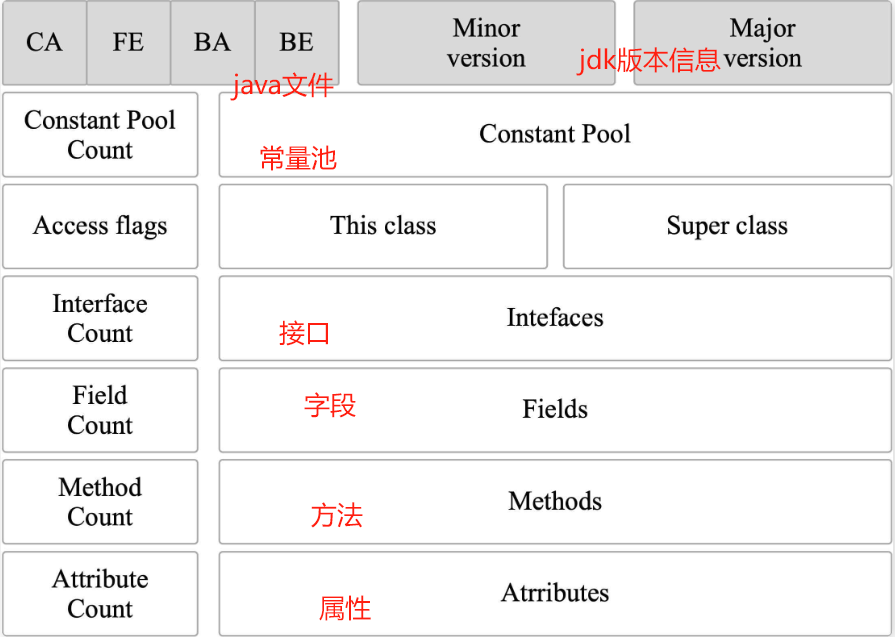 CA FE BA BE
Minor
version
Major
version
jdk版本信息
java文件
Constant Pool
Count
Constant Pool
常量池
Access flags
This class
Super class
Interface
Count
Intefaces
接口
Field
Count
Fields
字段
Method
Count
Methods
方法
Attribute
Count
Atrributes
属性